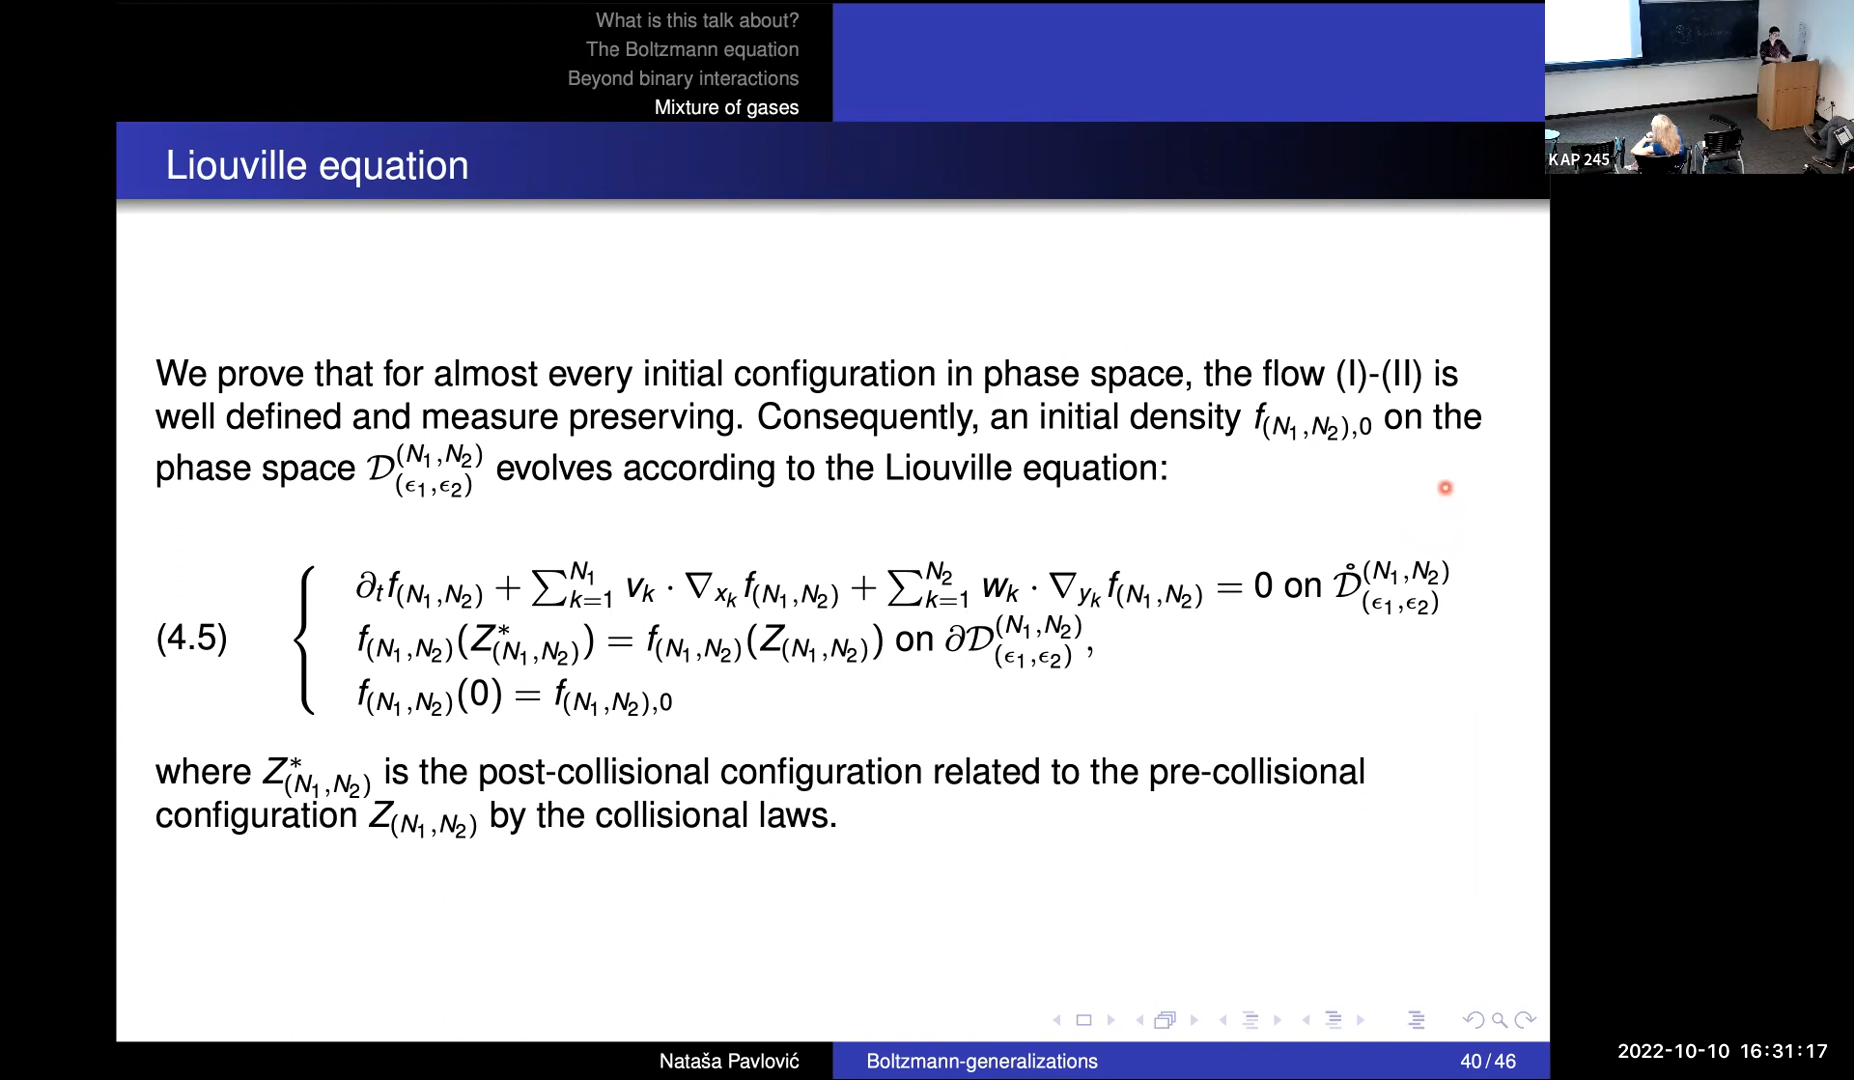 What is this talk about?
The Boltzmann equation
Beyond binary interactions
Mixture of gases
KAP 245
Liouville equation
We prove that for almost every initial configuration in phase space, the flow (I)-(II) is
well defined and measure preserving. Consequently, an initial density f_{(N_1,N_2),0} on the
phase space \mathcal{D}^{(N_1,N_2)}_{(ϵ_1,ϵ_2)} evolves according to the Liouville equation:
∂_t f_{(N_1,N_2)} + ∑_{k=1}^{N_1} v_k · ∇_{x_k} f_{(N_1,N_2)} + ∑_{k=1}^{N_2} w_k · ∇_{y_k} f_{(N_1,N_2)} = 0 on \mathring{\mathcal{D}}^{(N_1,N_2)}_{(ϵ_1,ϵ_2)}
(4.5) f_{(N_1,N_2)}(Z^*_{(N_1,N_2)}) = f_{(N_1,N_2)}(Z_{(N_1,N_2)}) on ∂\mathcal{D}^{(N_1,N_2)}_{(ϵ_1,ϵ_2)},
f_{(N_1,N_2)}(0) = f_{(N_1,N_2),0}
where Z^*_{(N_1,N_2)} is the post-collisional configuration related to the pre-collisional
configuration Z_{(N_1,N_2)} by the collisional laws.
Nataša Pavlović Boltzmann-generalizations 40/46
2022-10-10 16:31:17